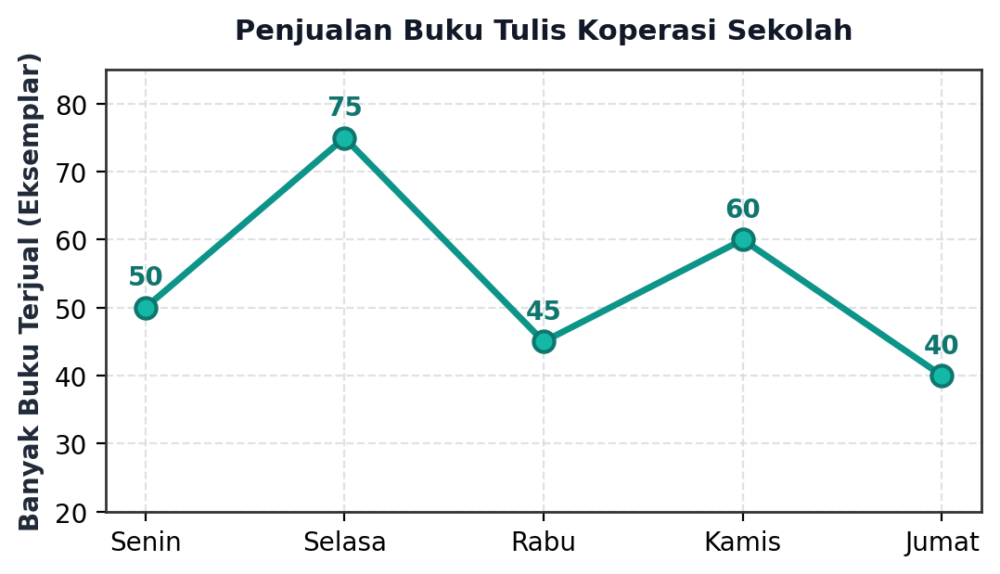 Penjualan Buku Tulis Koperasi Sekolah
Banyak Buku Terjual (Eksemplar)
80
70
60
50
40
30
20
50
75
45
60
40
Senin
Selasa
Rabu
Kamis
Jumat